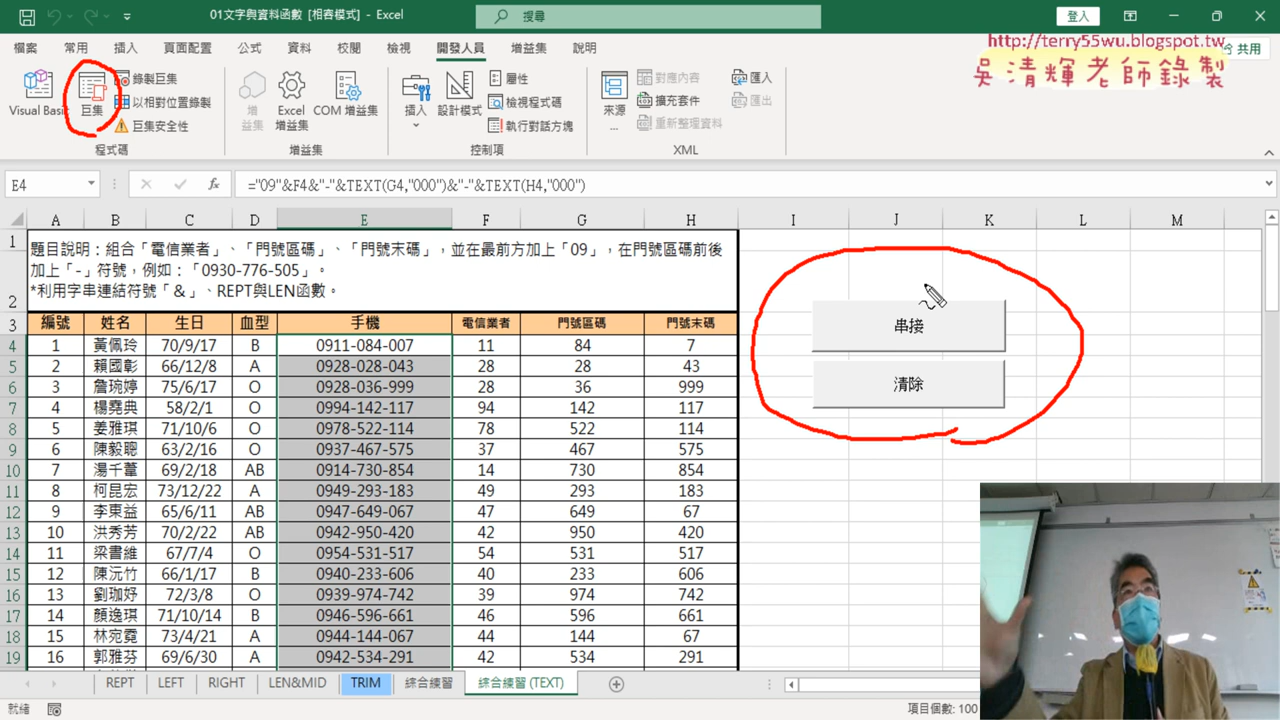 01文字與資料函數 [相容模式] - Excel
搜尋
登入
檔案 常用 插入 頁面配置 公式 資料 校閱 檢視 開發人員 增益集 說明
共用
http://terry55wu.blogspot.tw
吳清輝老師錄製
Visual Basic 巨集 錄製巨集 以相對位置錄製 巨集安全性
增益集 Excel 增益集 COM 增益集
插入 設計模式 屬性 檢視程式碼 執行對話方塊
來源... 對應內容 擴充套件 重新整理資料 匯入 匯出
程式碼 增益集 控制項 XML
E4 fx ="09"&F4&"-"&TEXT(G4,"000")&"-"&TEXT(H4,"000")
A B C D E F G H I J K L M
1 題目說明：組合「電信業者」、「門號區碼」、「門號末碼」，並在最前方加上「09」，在門號區碼前後
加上「-」符號，例如：「0930-776-505」。
2 *利用字串連結符號「＆」、REPT與LEN函數。
3 編號 姓名 生日 血型 手機 電信業者 門號區碼 門號末碼
4 1 黃佩玲 70/9/17 B 0911-084-007 11 84 7
5 2 賴國彰 66/12/8 A 0928-028-043 28 28 43
6 3 詹琬婷 75/6/17 O 0928-036-999 28 36 999
7 4 楊堯典 58/2/1 O 0994-142-117 94 142 117
8 5 姜雅琪 71/10/6 O 0978-522-114 78 522 114
9 6 陳毅聰 63/2/16 O 0937-467-575 37 467 575
10 7 湯千葦 69/2/18 AB 0914-730-854 14 730 854
11 8 柯昆宏 73/12/22 A 0949-293-183 49 293 183
12 9 李東益 65/6/11 AB 0947-649-067 47 649 67
13 10 洪秀芳 70/2/22 AB 0942-950-420 42 950 420
14 11 梁書維 67/7/4 O 0954-531-517 54 531 517
15 12 陳沅竹 66/1/17 B 0940-233-606 40 233 606
16 13 劉珈妤 72/3/8 O 0939-974-742 39 974 742
17 14 顏逸琪 71/10/14 B 0946-596-661 46 596 661
18 15 林宛霓 73/4/21 A 0944-144-067 44 144 67
19 16 郭雅芬 69/6/30 A 0942-534-291 42 534 291
串接
清除
REPT LEFT RIGHT LEN&MID TRIM 綜合練習 綜合練習 (TEXT)
就緒
項目個數: 100